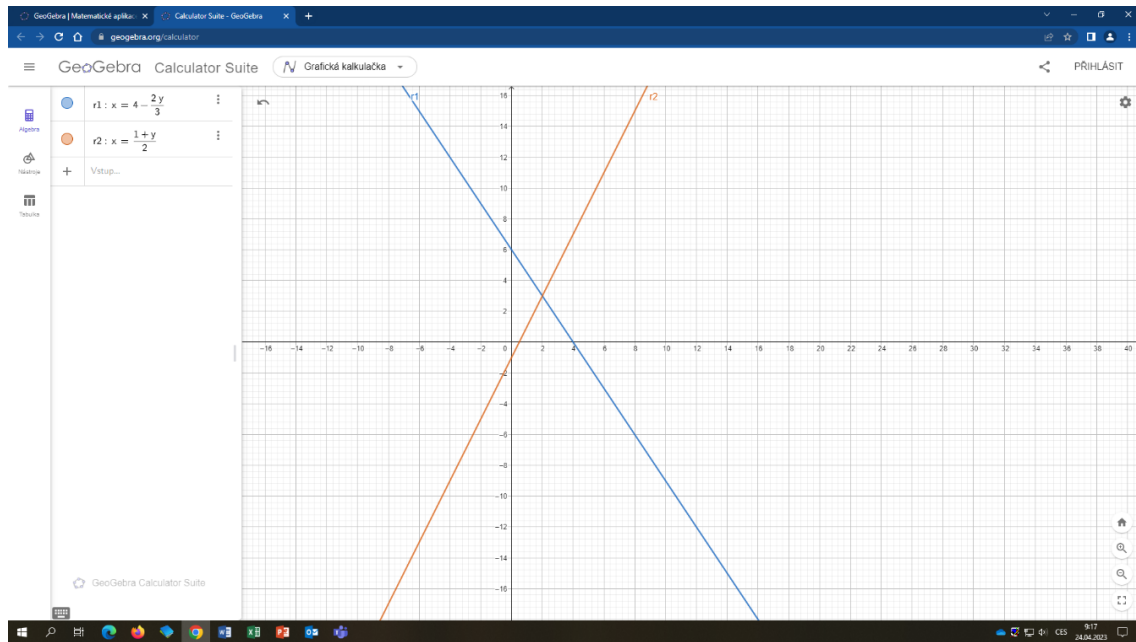 GeoGebra | Matematické aplikac
Calculator Suite - GeoGebra
geogebra.org/calculator
GeoGebra Calculator Suite
Grafická kalkulačka
PŘIHLÁSIT
Algebra
Nástroje
Tabulka
r1 : x = 4 − 2 y / 3
r2 : x = 1 + y / 2
+ Vstup...
GeoGebra Calculator Suite
r1
r2
16
14
12
10
8
6
4
2
−16 −14 −12 −10 −8 −6 −4 −2 0 2 4 6 8 10 12 14 16 18 20 22 24 26 28 30 32 34 36 38 40
−2
−4
−6
−8
−10
−12
−14
−16
CES
9:17
24.04.2023